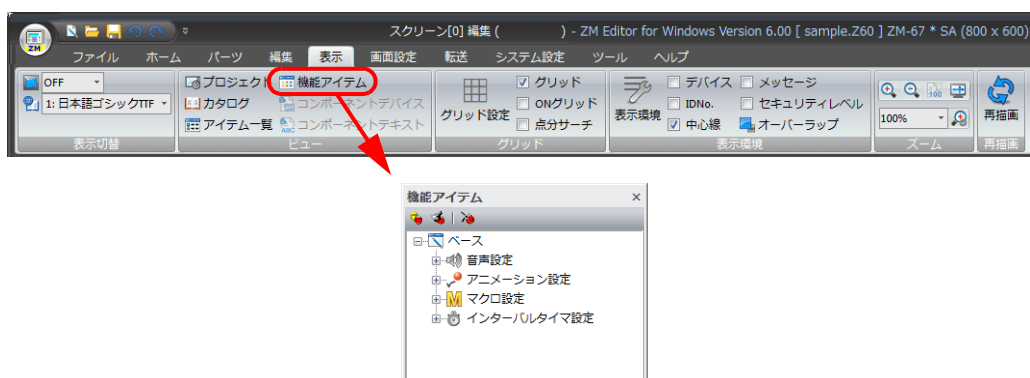 スクリーン[0] 編集 ( ) - ZM Editor for Windows Version 6.00 [ sample.Z60 ] ZM-67 * SA (800 x 600)
ZM
ファイル ホーム パーツ 編集 表示 画面設定 転送 システム設定 ツール ヘルプ
OFF プロジェクト 機能アイテム グリッド デバイス メッセージ
1: 日本語ゴシックTTF カタログ コンポーネントデバイス グリッド設定 ONグリッド 表示環境 IDNo. セキュリティレベル 再描画
アイテム一覧 コンポーネントテキスト 点分サーチ 中心線 オーバーラップ 100%
表示切替 ビュー グリッド 表示環境 ズーム 再描画
機能アイテム
ベース
音声設定
アニメーション設定
マクロ設定
インターバルタイマ設定